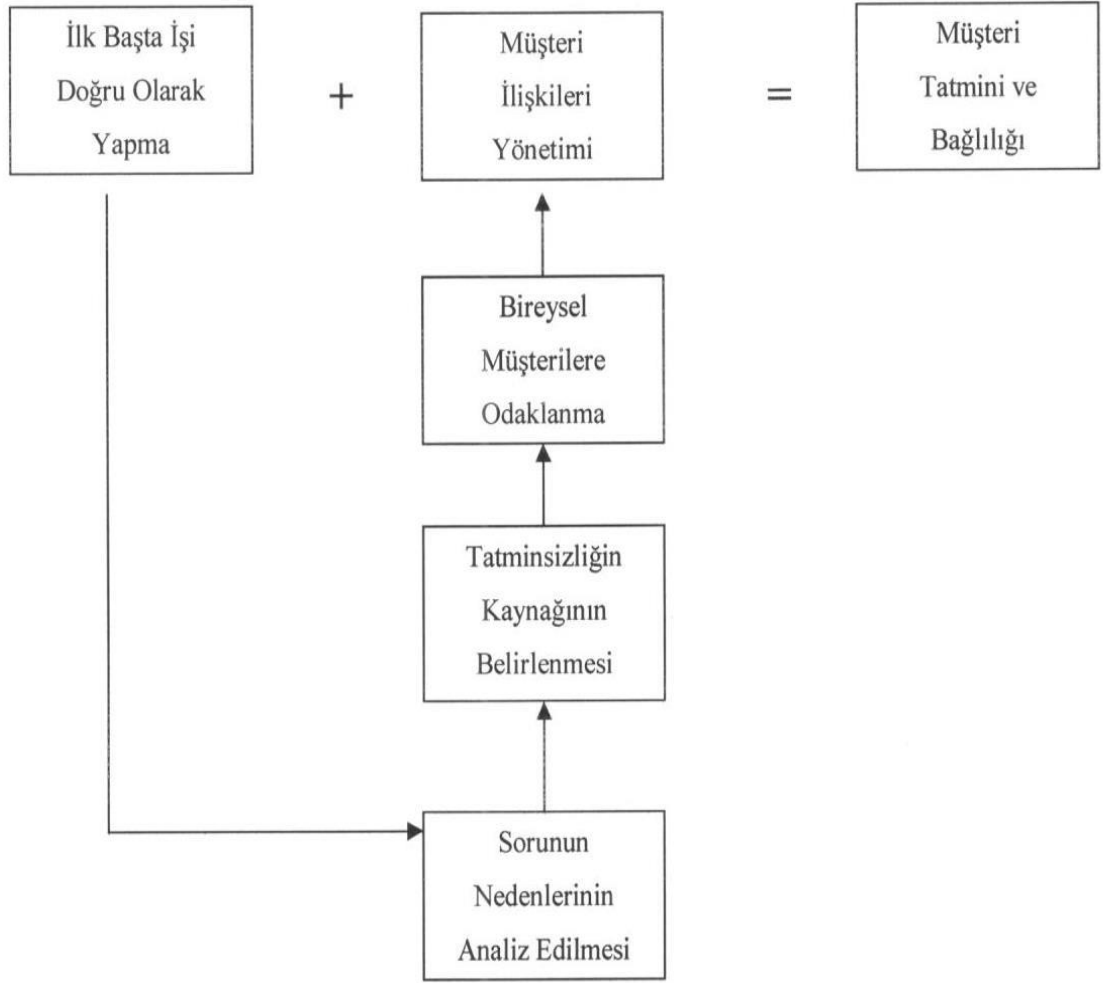 İlk Başta İşi
Doğru Olarak
Yapma
+
Müşteri
İlişkileri
Yönetimi
=
Müşteri
Tatmini ve
Bağlılığı
Bireysel
Müşterilere
Odaklanma
Tatminsizliğin
Kaynağının
Belirlenmesi
Sorunun
Nedenlerinin
Analiz Edilmesi